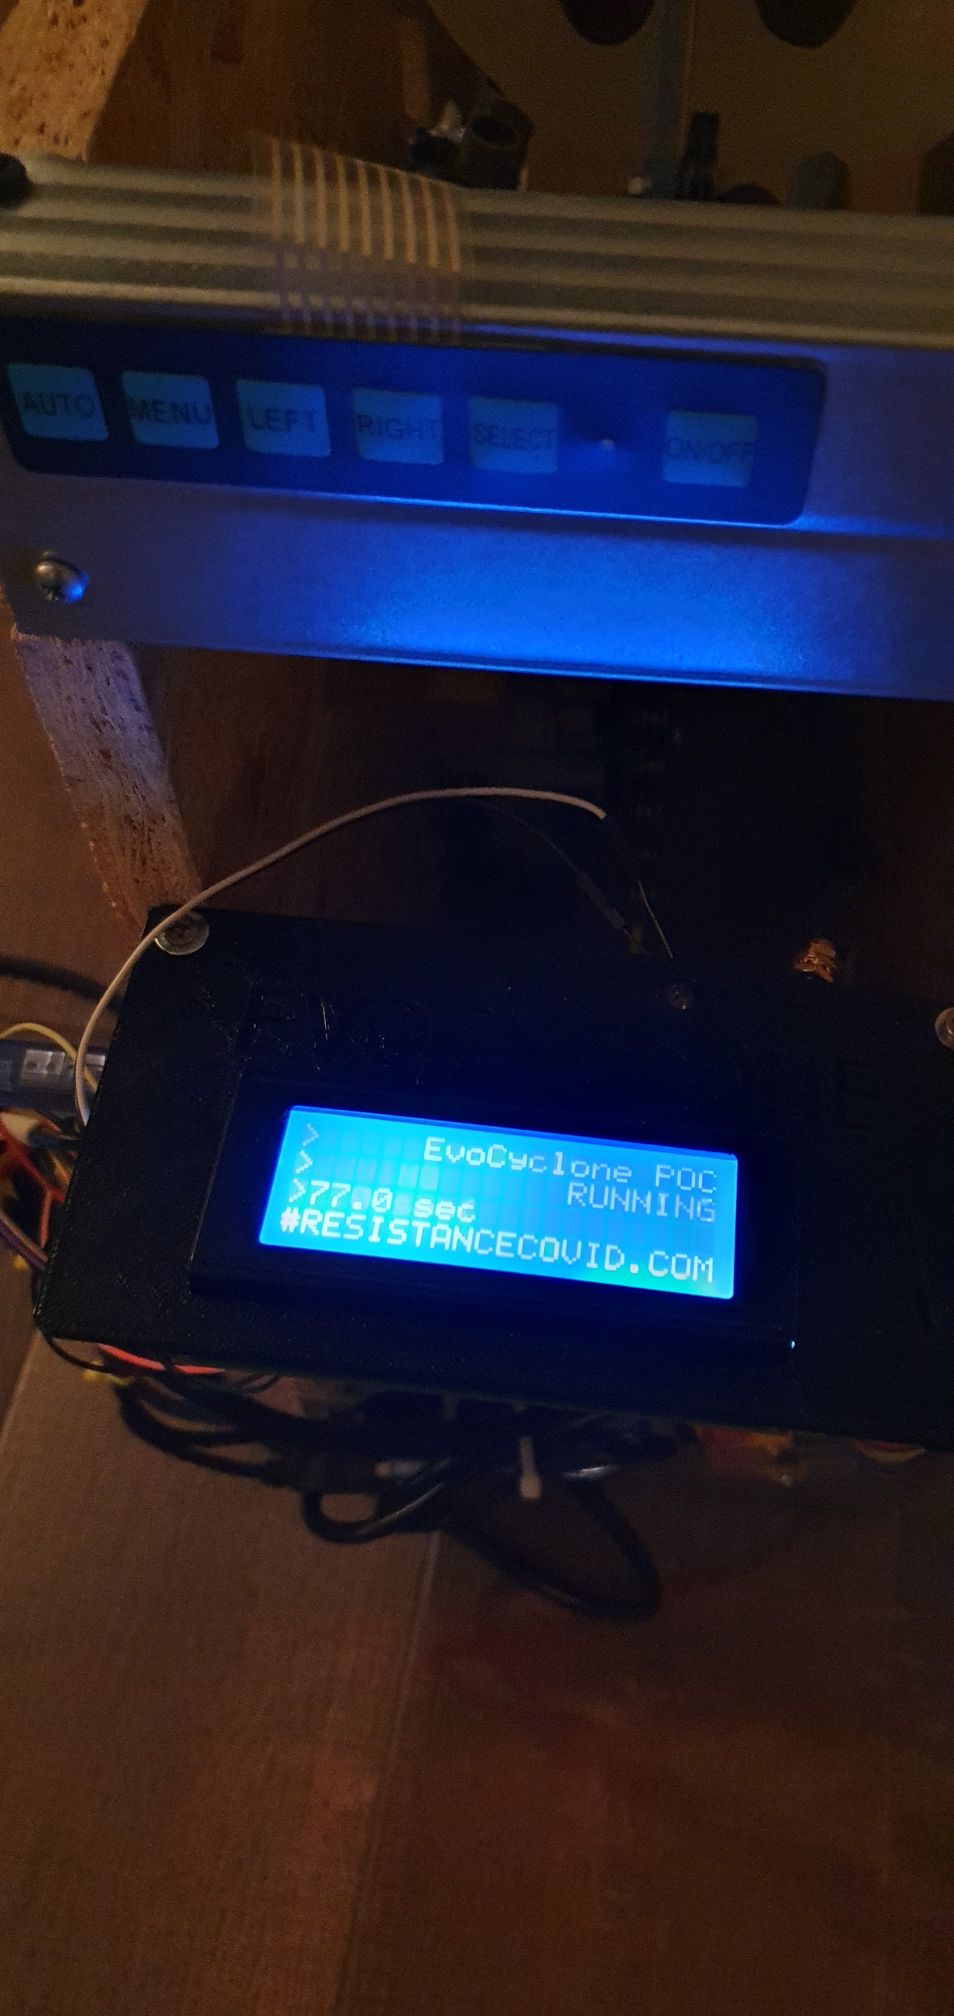 AUTO MENU LEFT RIGHT SELECT ON/OFF
> EvoCyclone POC
> RUNNING
>77.0 sec
#RESISTANCECOVID.COM